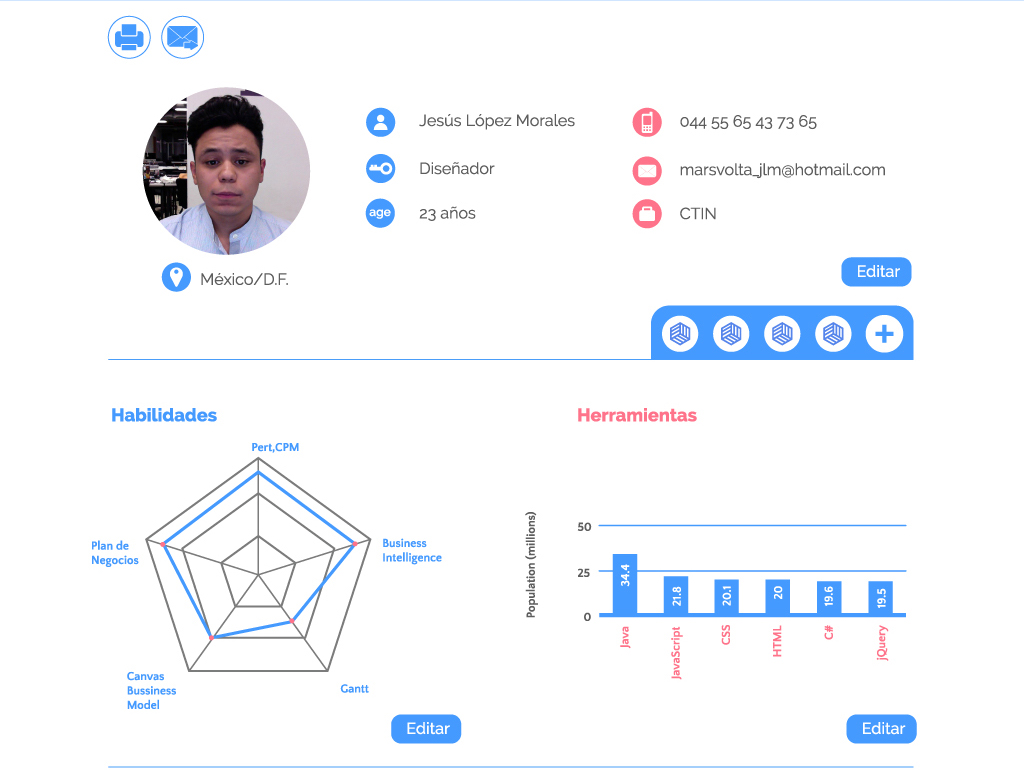 Jesús López Morales
044 55 65 43 73 65
Diseñador
marsvolta_jlm@hotmail.com
age
23 años
CTIN
México/D.F.
Editar
Habilidades
Pert,CPM
Business
Intelligence
Gantt
Canvas
Bussiness
Model
Plan de
Negocios
Editar
Herramientas
Population (millions)
50
25
0
34.4
21.8
20.1
20
19.6
19.5
Java
JavaScript
CSS
HTML
C#
jQuery
Editar